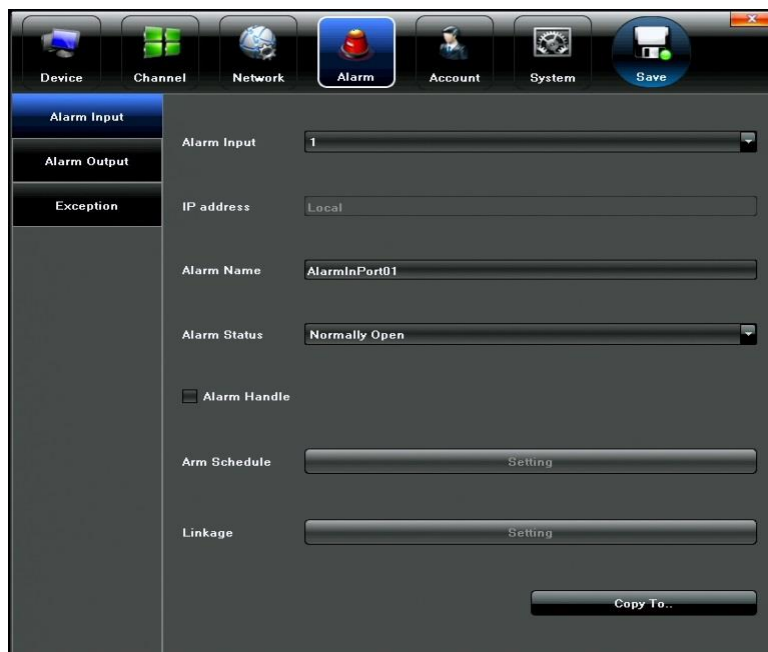 Device Channel Network Alarm Account System Save
Alarm Input
Alarm Output
Exception
Alarm Input 1
IP address Local
Alarm Name AlarmInPort01
Alarm Status Normally Open
Alarm Handle
Arm Schedule Setting
Linkage Setting
Copy To..